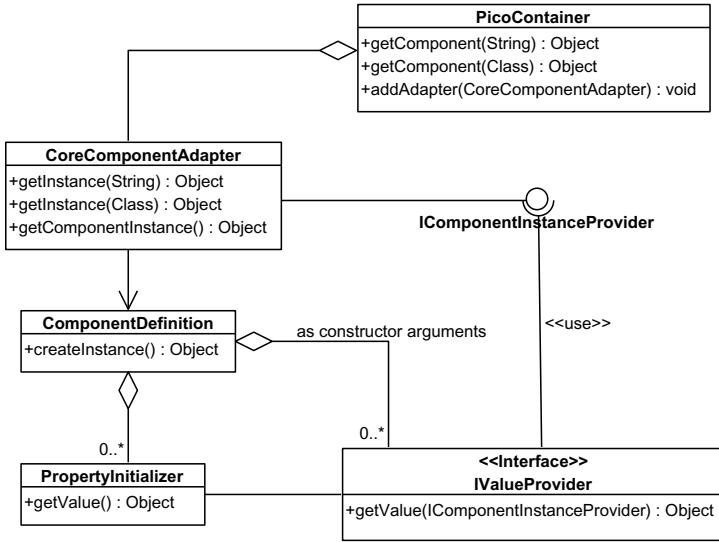 PicoContainer
+getComponent(String) : Object
+getComponent(Class) : Object
+addAdapter(CoreComponentAdapter) : void
CoreComponentAdapter
+getInstance(String) : Object
+getInstance(Class) : Object
+getComponentInstance() : Object
IComponentInstanceProvider
ComponentDefinition
+createInstance() : Object
as constructor arguments
<<use>>
0..*
0..*
PropertyInitializer
+getValue() : Object
<<Interface>>
IValueProvider
+getValue(IComponentInstanceProvider) : Object